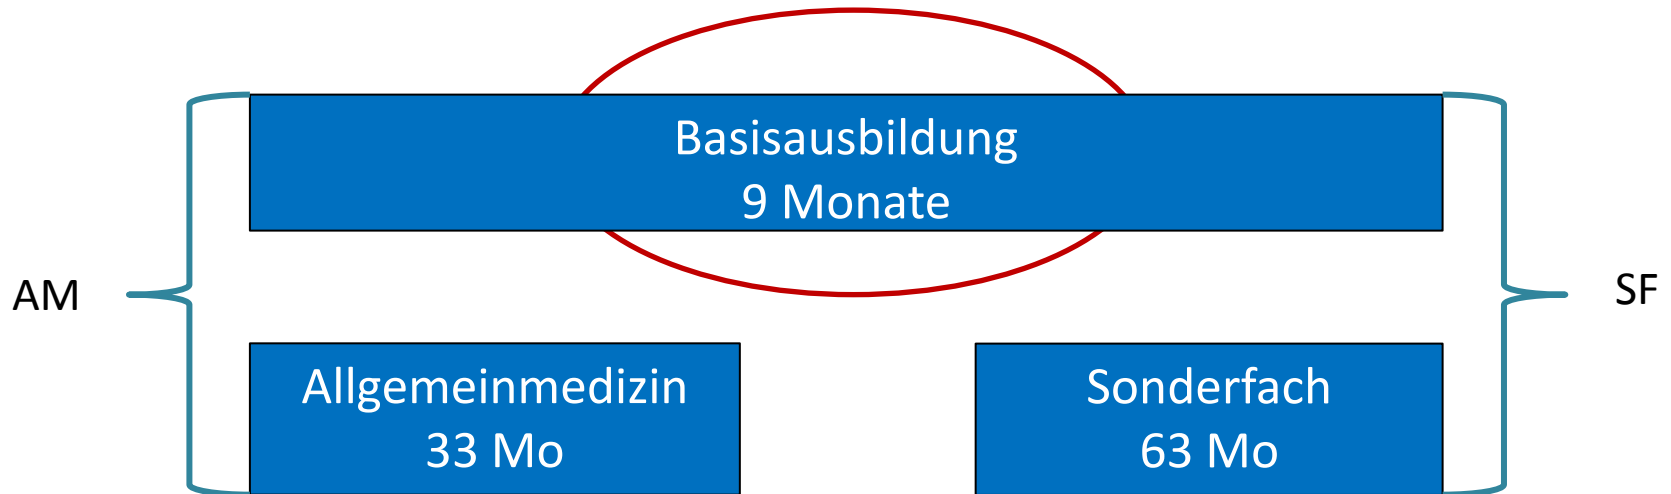 Basisausbildung
9 Monate
AM
SF
Allgemeinmedizin
33 Mo
Sonderfach
63 Mo